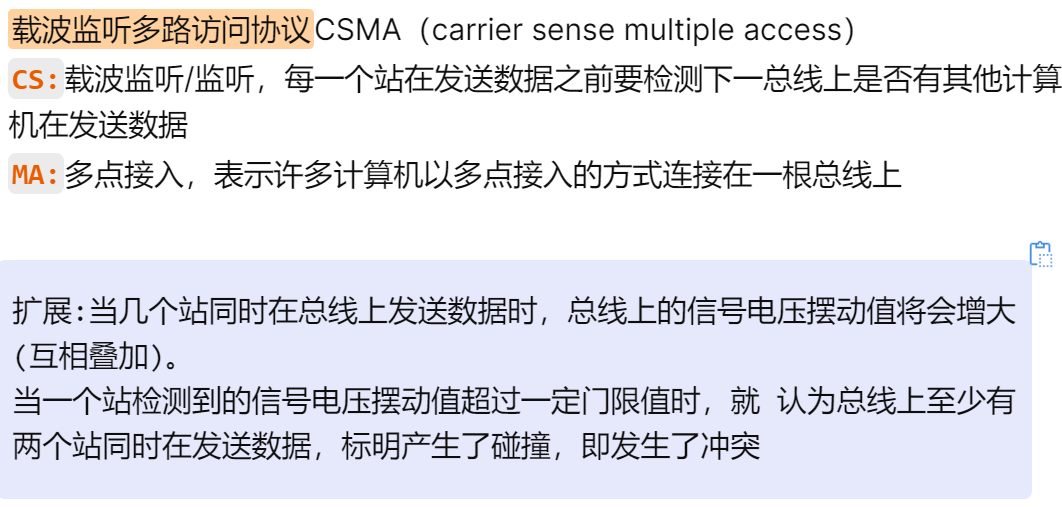 载波监听多路访问协议CSMA（carrier sense multiple access）
CS:载波监听/监听，每一个站在发送数据之前要检测下一总线上是否有其他计算
机在发送数据
MA:多点接入，表示许多计算机以多点接入的方式连接在一根总线上
扩展:当几个站同时在总线上发送数据时，总线上的信号电压摆动值将会增大
(互相叠加)。
当一个站检测到的信号电压摆动值超过一定门限值时，就 认为总线上至少有
两个站同时在发送数据，标明产生了碰撞，即发生了冲突